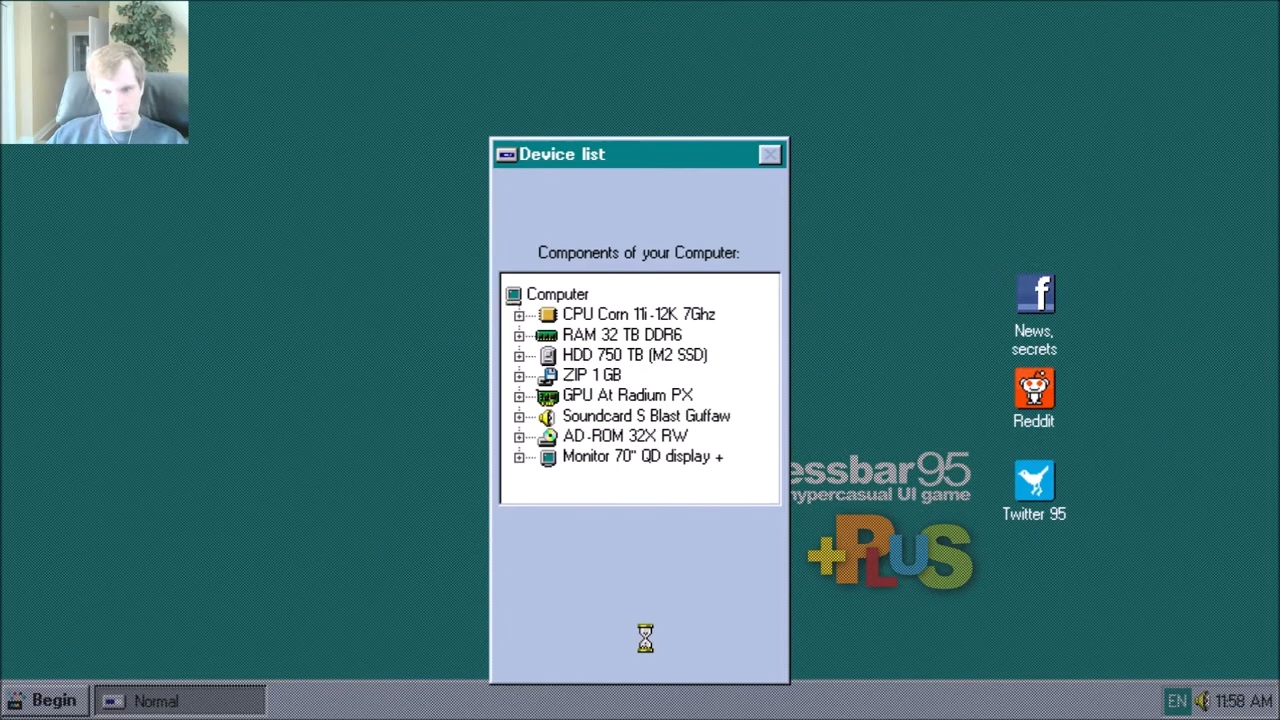 Device list
Components of your Computer:
Computer
CPU Corn 11i-12K 7Ghz
RAM 32 TB DDR6
HDD 750 TB (M2 SSD)
ZIP 1 GB
GPU At Radium PX
Soundcard S Blast Guffaw
AD-ROM 32X RW
Monitor 70" QD display +
News,
secrets
Reddit
Twitter 95
essbar95
hypercasual UI game
+PLUS
Begin
Normal
EN
11:58 AM